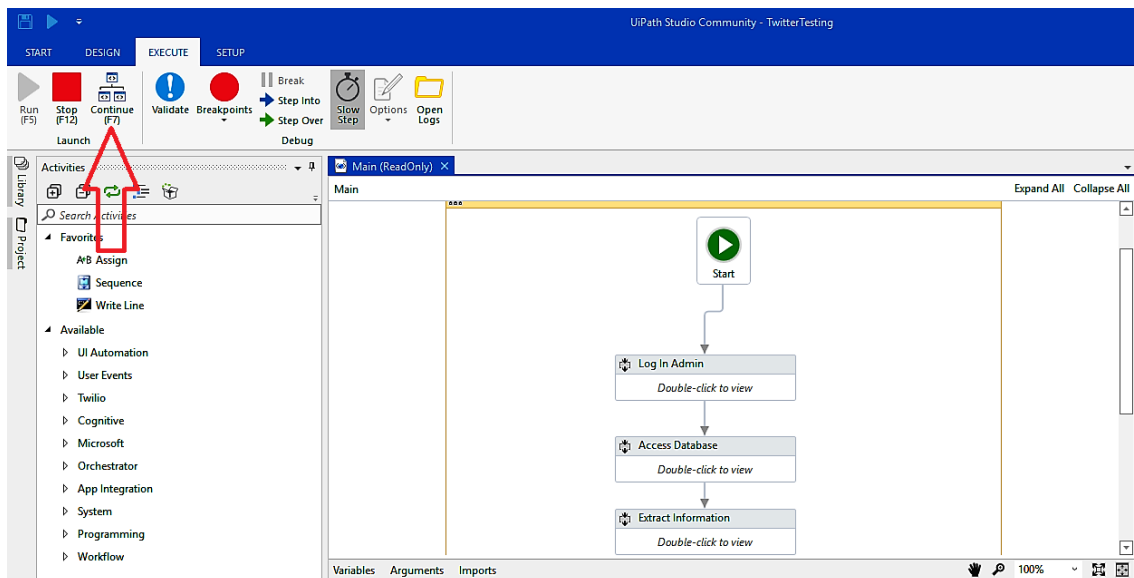 UiPath Studio Community - TwitterTesting
START DESIGN EXECUTE SETUP
Run (F5)
Stop (F12)
Continue (F7)
Launch
Validate
Breakpoints
Break
Step Into
Step Over
Debug
Slow Step
Options
Open Logs
Library
Project
Activities
Search Activities
Favorites
A+B Assign
Sequence
Write Line
Available
UI Automation
User Events
Twilio
Cognitive
Microsoft
Orchestrator
App Integration
System
Programming
Workflow
Main (ReadOnly)
Main
Expand All Collapse All
Start
Log In Admin
Double-click to view
Access Database
Double-click to view
Extract Information
Double-click to view
Variables Arguments Imports
100%